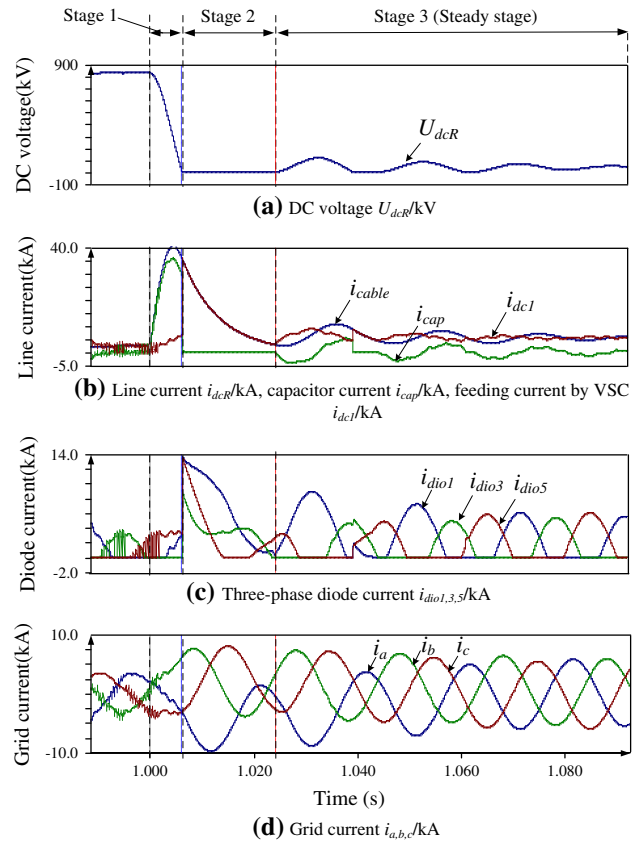 Stage 1
Stage 2
Stage 3 (Steady stage)
900
DC voltage(kV)
U_dcR
-100
(a) DC voltage U_dcR/kV
40.0
Line current(kA)
i_cable
i_cap
i_dc1
-5.0
(b) Line current i_dcR/kA, capacitor current i_cap/kA, feeding current by VSC
i_dc1/kA
14.0
Diode current(kA)
i_dio1
i_dio3
i_dio5
-2.0
(c) Three-phase diode current i_dio1,3,5/kA
10.0
Grid current(kA)
i_a
i_b
i_c
-10.0
1.000
1.020
1.040
1.060
1.080
Time (s)
(d) Grid current i_a,b,c/kA